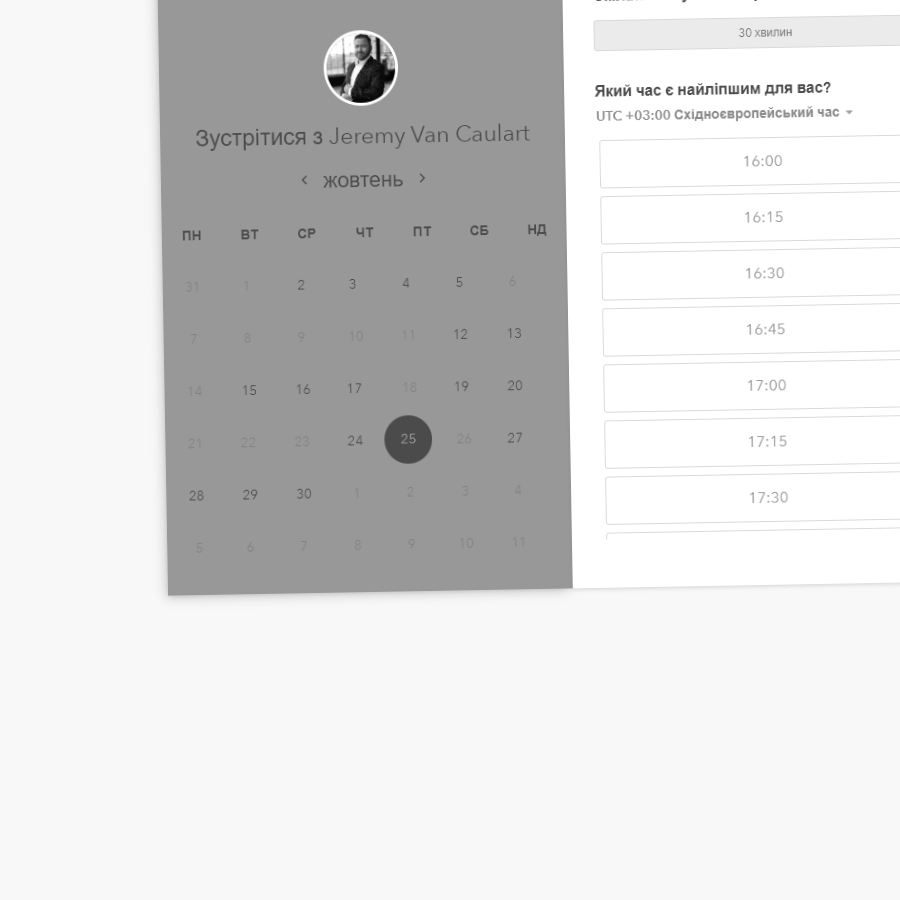 Зустрітися з Jeremy Van Caulart
жовтень
ПН ВТ СР ЧТ ПТ СБ НД
31 1 2 3 4 5 6
7 8 9 10 11 12 13
14 15 16 17 18 19 20
21 22 23 24 25 26 27
28 29 30 1 2 3 4
5 6 7 8 9 10 11
30 хвилин
Який час є найліпшим для вас?
UTC +03:00 Східноєвропейський час
16:00
16:15
16:30
16:45
17:00
17:15
17:30